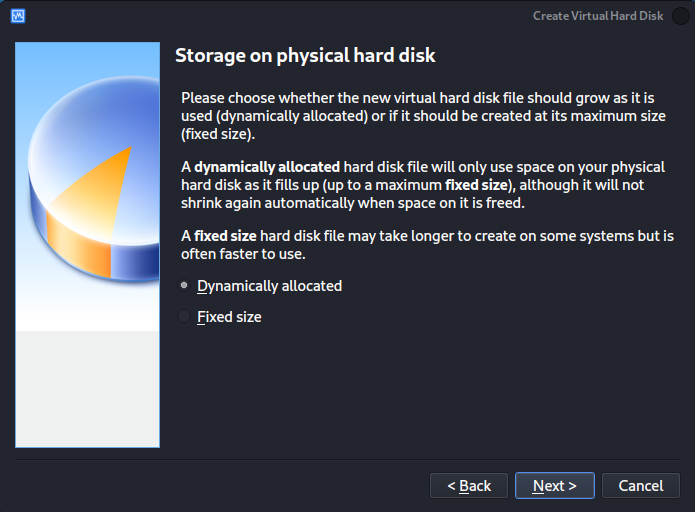 Create Virtual Hard Disk
Storage on physical hard disk
Please choose whether the new virtual hard disk file should grow as it is
used (dynamically allocated) or if it should be created at its maximum size
(fixed size).
A dynamically allocated hard disk file will only use space on your physical
hard disk as it fills up (up to a maximum fixed size), although it will not
shrink again automatically when space on it is freed.
A fixed size hard disk file may take longer to create on some systems but is
often faster to use.
Dynamically allocated
Fixed size
< Back
Next >
Cancel